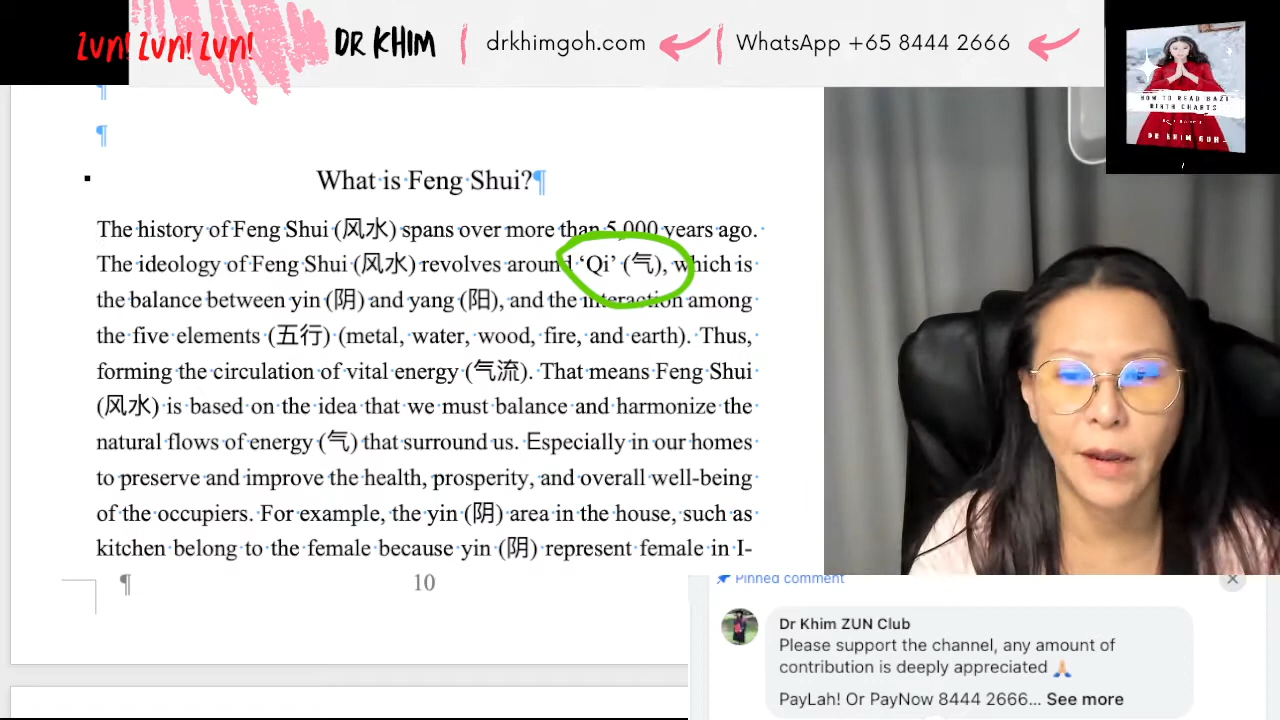 ZUN! ZUN! ZUN!
DR KHIM
drkhimgoh.com
WhatsApp +65 8444 2666
HOW TO READ BAZI
BIRTH CHARTS
DR KHIM GOH
What is Feng Shui?¶
The history of Feng Shui (风水) spans over more than 5,000 years ago.
The ideology of Feng Shui (风水) revolves around ‘Qi’ (气), which is
the balance between yin (阴) and yang (阳), and the interaction among
the five elements (五行) (metal, water, wood, fire, and earth). Thus,
forming the circulation of vital energy (气流). That means Feng Shui
(风水) is based on the idea that we must balance and harmonize the
natural flows of energy (气) that surround us. Especially in our homes
to preserve and improve the health, prosperity, and overall well-being
of the occupiers. For example, the yin (阴) area in the house, such as
kitchen belong to the female because yin (阴) represent female in I-
¶
10
Pinned comment
Dr Khim ZUN Club
Please support the channel, any amount of
contribution is deeply appreciated 🙏🏻
PayLah! Or PayNow 8444 2666... See more